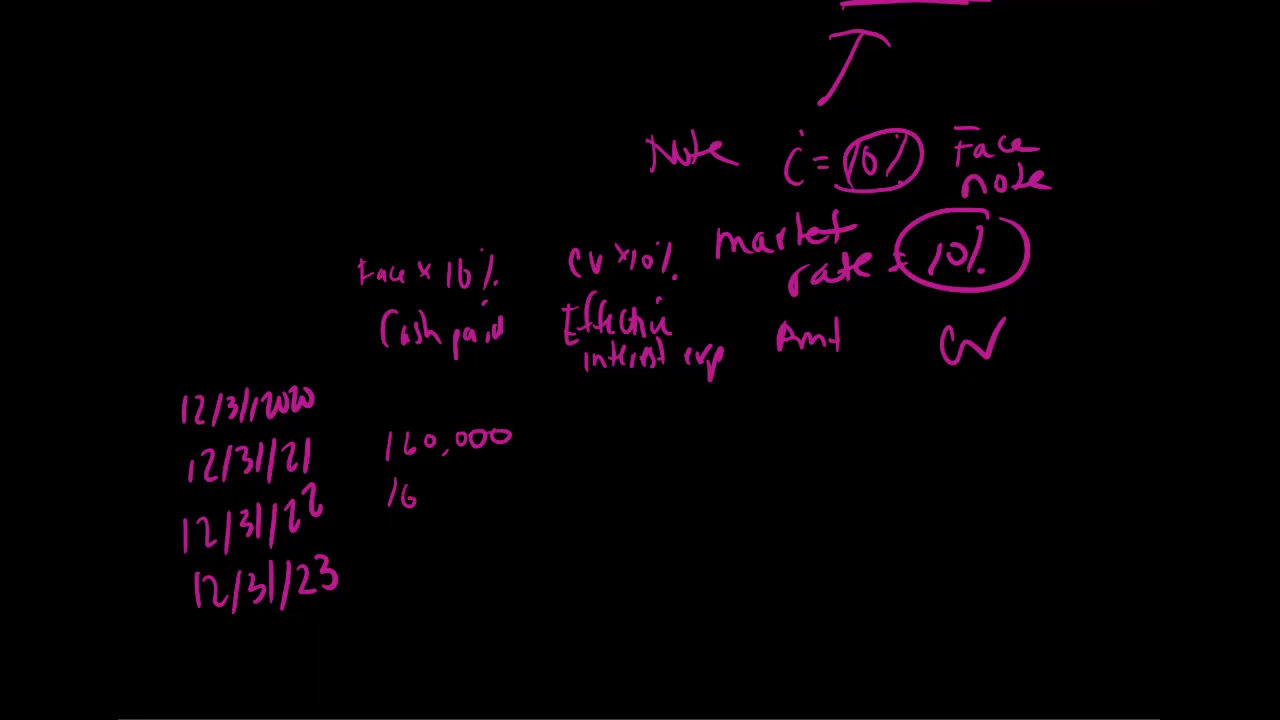 Note i = 10% Face note
market rate = 10%
Face × 10% CV × 10%
Cash paid Effective interest exp Amt CV
12/31/2020
12/31/21 160,000
12/31/22 16
12/31/23